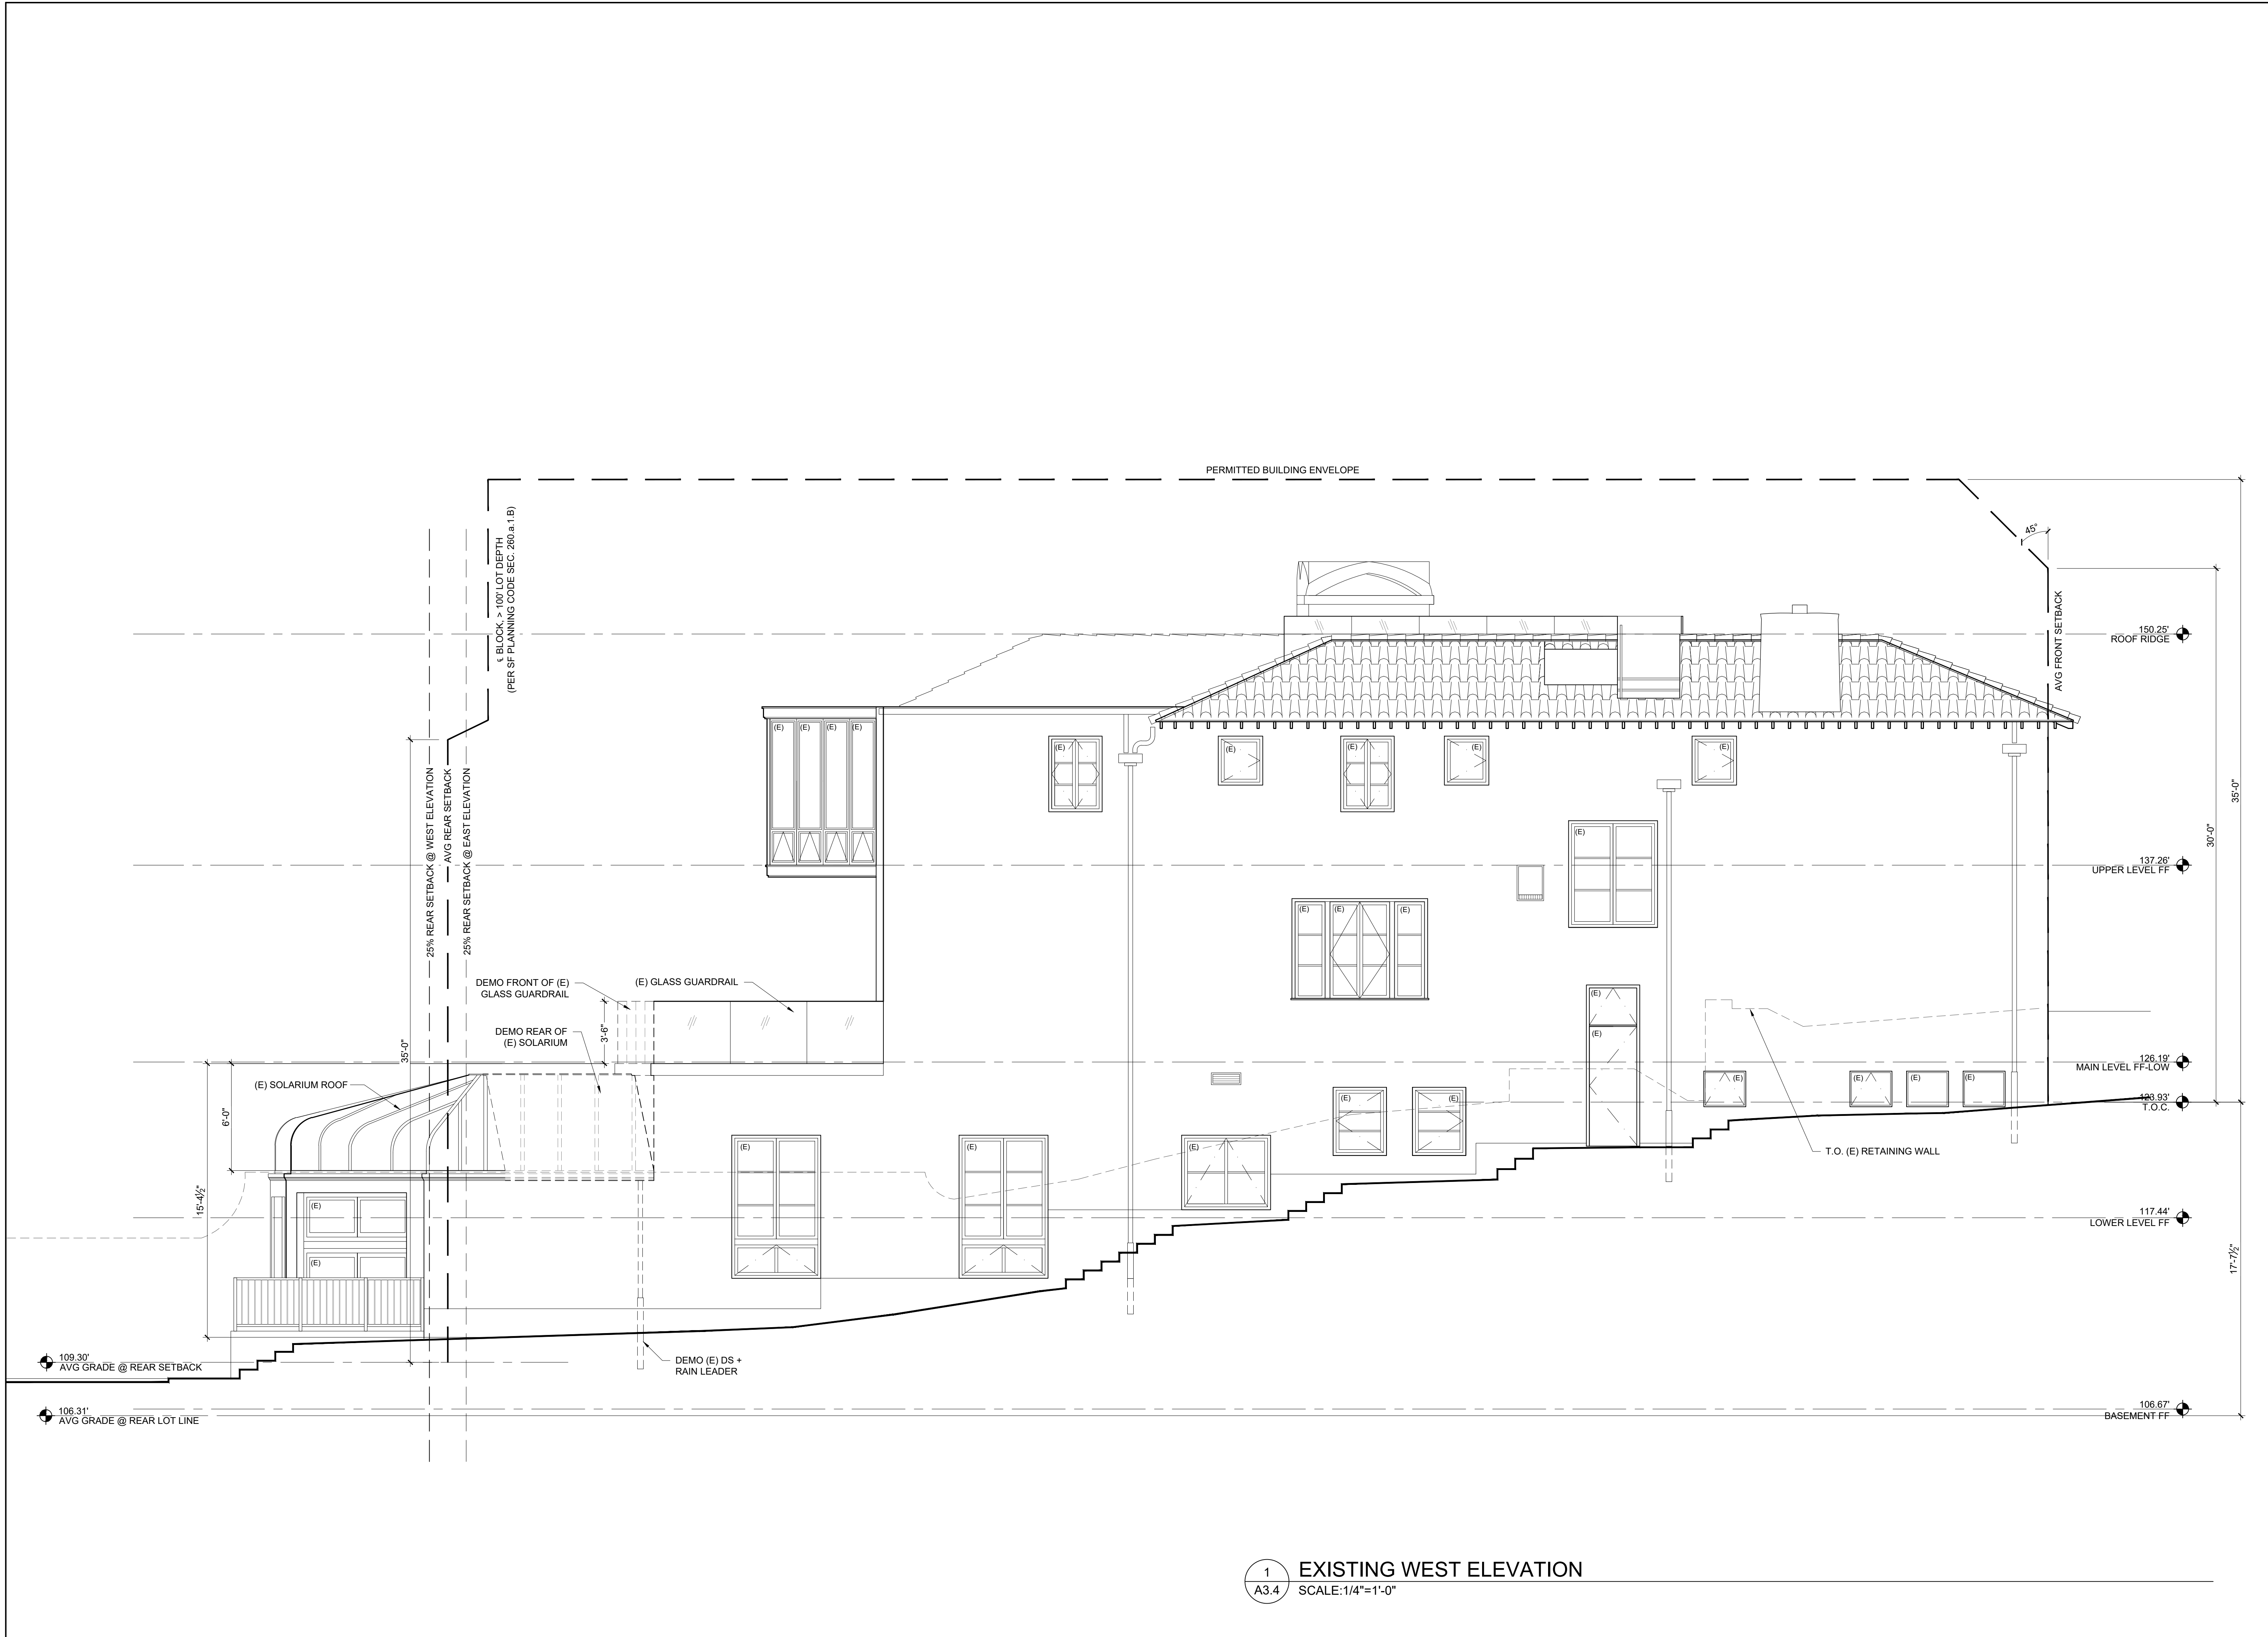 PERMITTED BUILDING ENVELOPE
℄ BLOCK, > 100' LOT DEPTH
(PER SF PLANNING CODE SEC. 260.a.1.B)
45°
AVG FRONT SETBACK
150.25'
ROOF RIDGE
35'-0"
30'-0"
25% REAR SETBACK @ WEST ELEVATION
AVG REAR SETBACK
25% REAR SETBACK @ EAST ELEVATION
(E)
(E)
(E)
(E)
(E)
(E)
(E)
(E)
(E)
(E)
137.26'
UPPER LEVEL FF
(E)
(E)
(E)
DEMO FRONT OF (E)
GLASS GUARDRAIL
(E) GLASS GUARDRAIL
3'-6"
DEMO REAR OF
(E) SOLARIUM
35'-0"
(E)
(E)
126.19'
MAIN LEVEL FF-LOW
(E) SOLARIUM ROOF
6'-0"
(E)
(E)
(E)
(E)
(E)
(E)
123.93'
T.O.C.
(E)
(E)
(E)
T.O. (E) RETAINING WALL
15'-4½"
(E)
(E)
117.44'
LOWER LEVEL FF
17'-7½"
109.30'
AVG GRADE @ REAR SETBACK
DEMO (E) DS +
RAIN LEADER
106.31'
AVG GRADE @ REAR LOT LINE
106.67'
BASEMENT FF
1
A3.4
EXISTING WEST ELEVATION
SCALE:1/4"=1'-0"